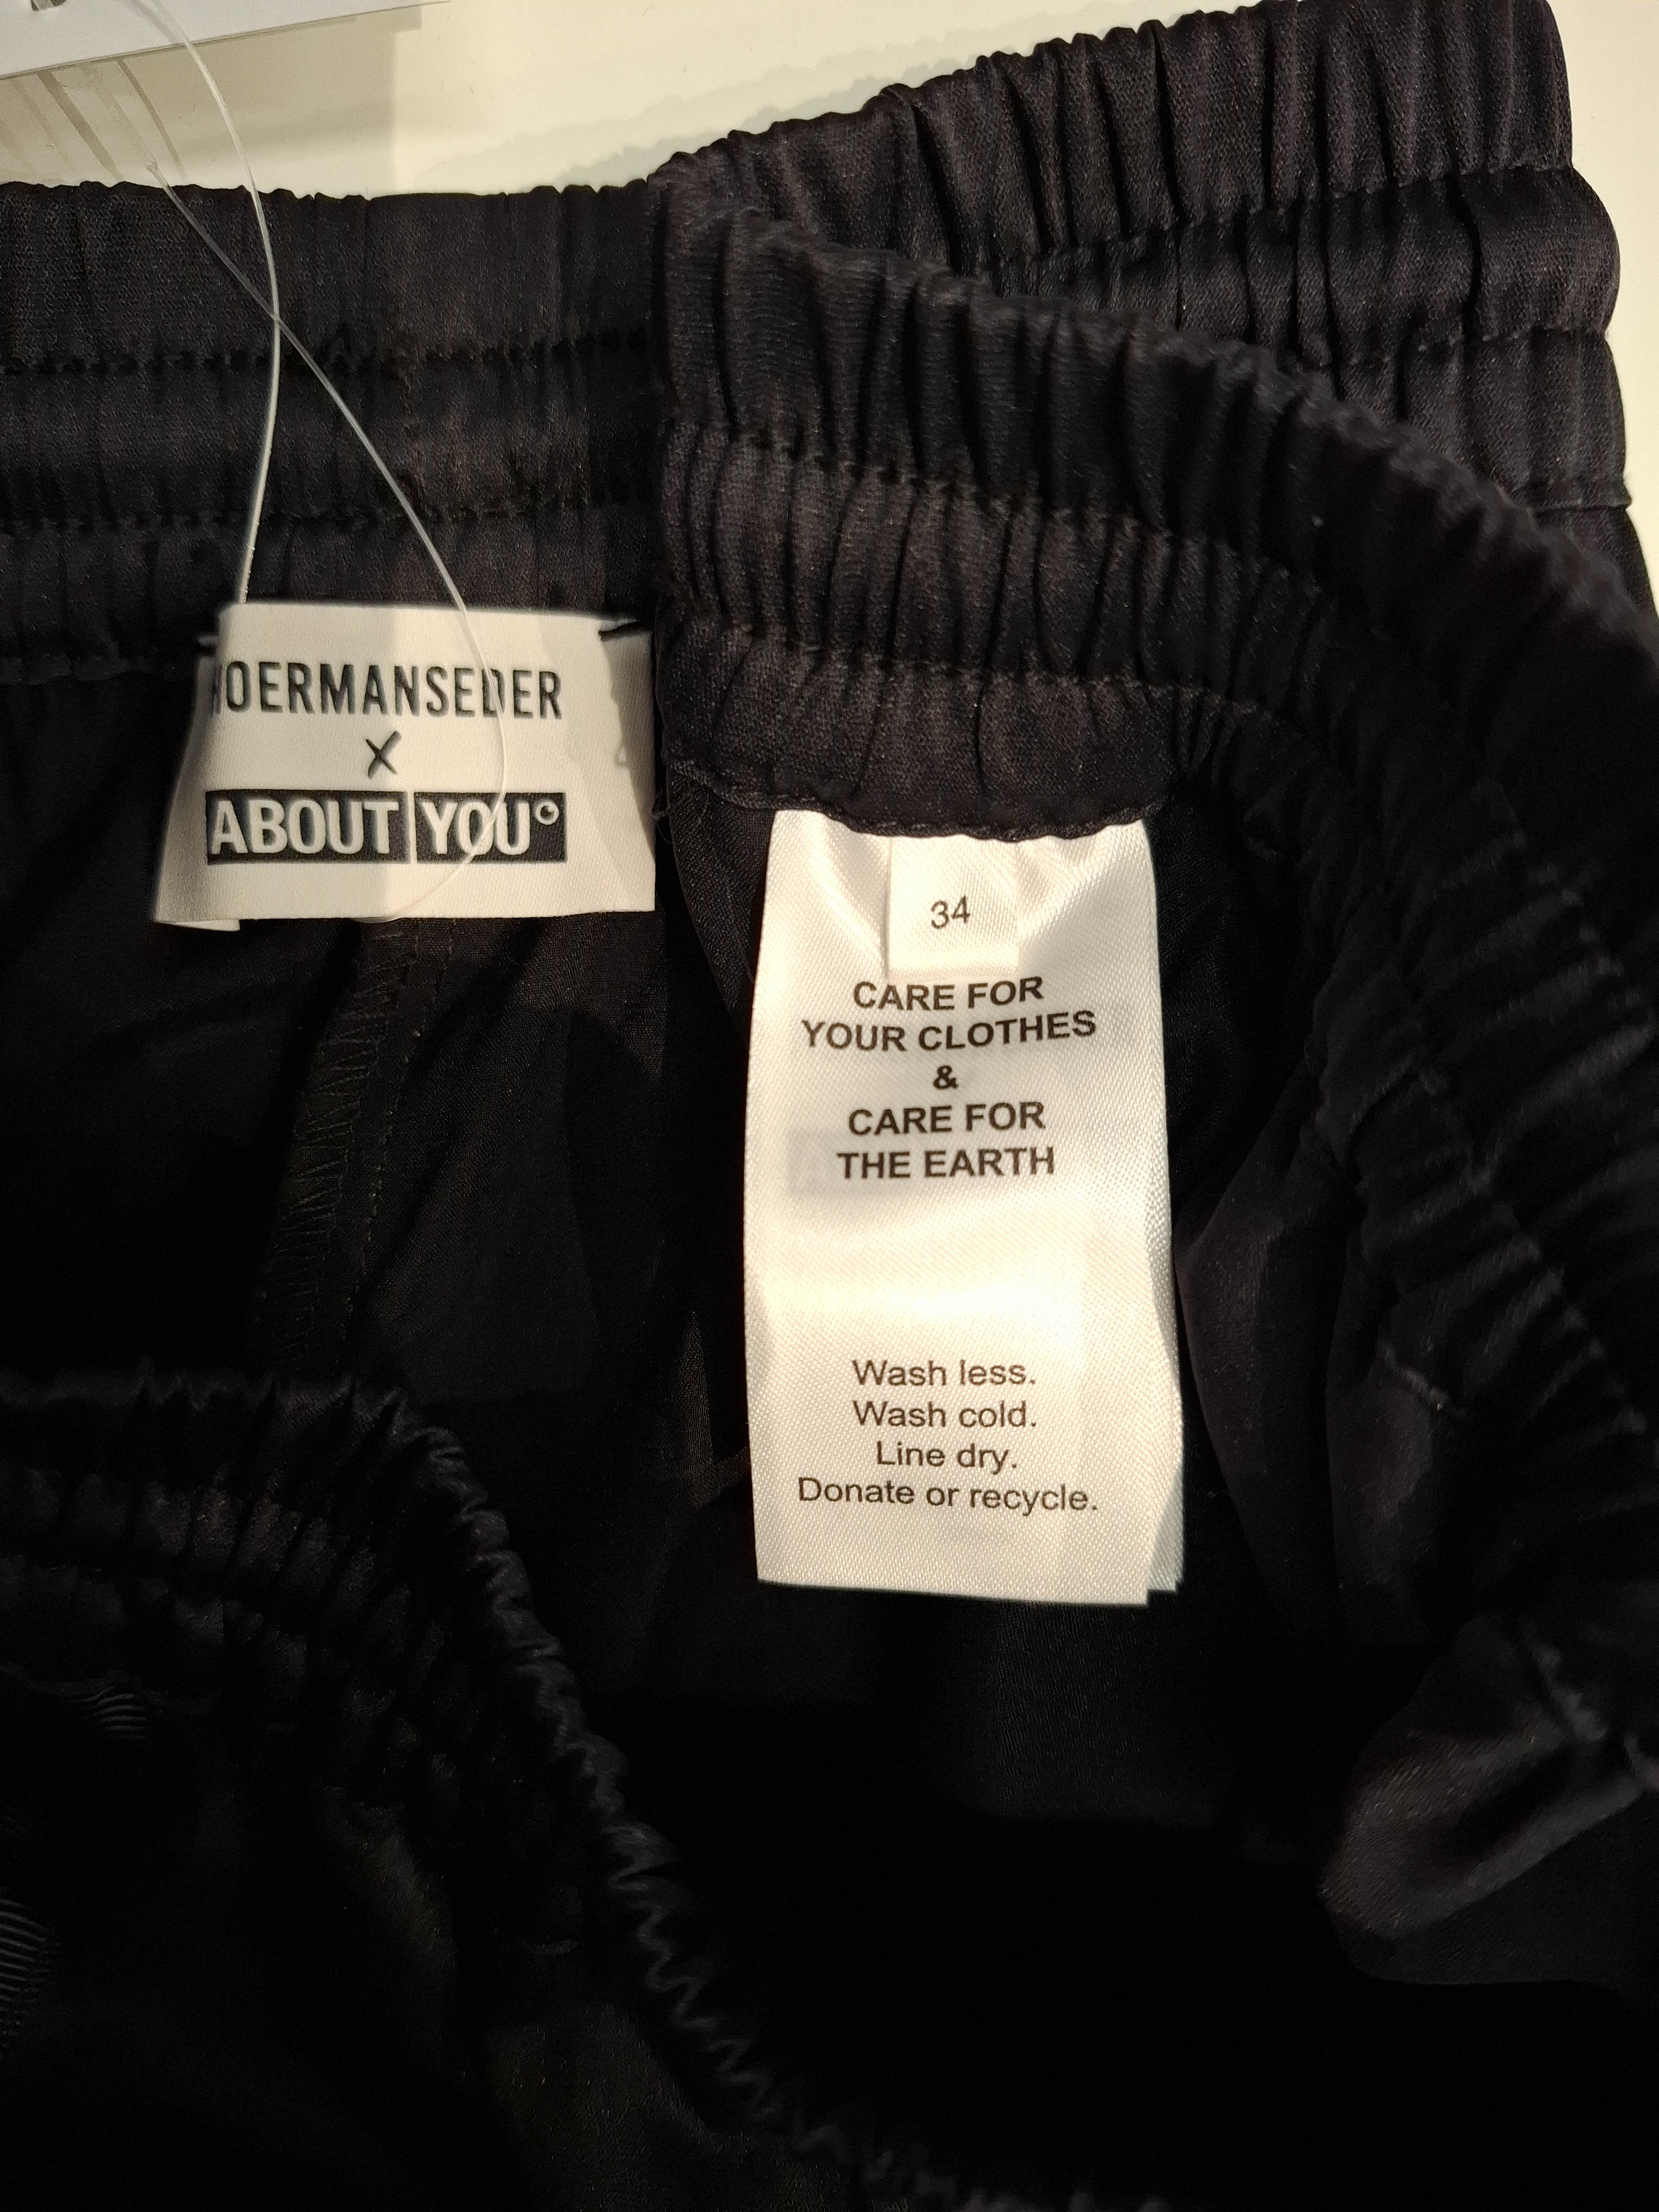 OERMANSEDER
X
ABOUT YOU°
34
CARE FOR
YOUR CLOTHES
&
CARE FOR
THE EARTH
Wash less.
Wash cold.
Line dry.
Donate or recycle.